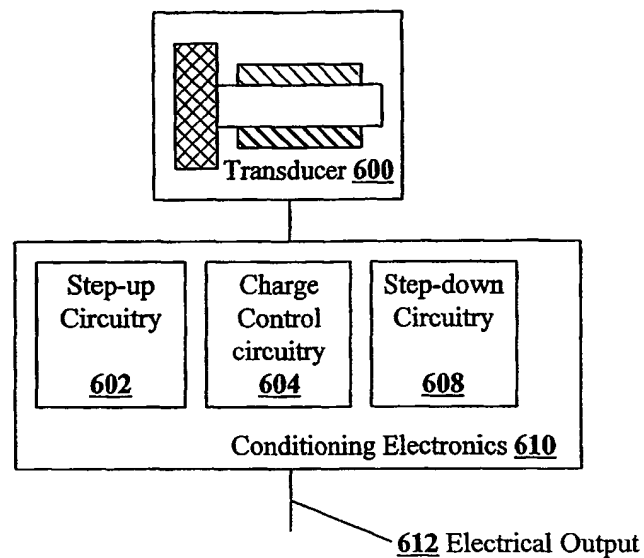 Transducer 600
Step-up
Circuitry
602
Charge
Control
circuitry
604
Step-down
Circuitry
608
Conditioning Electronics 610
612 Electrical Output